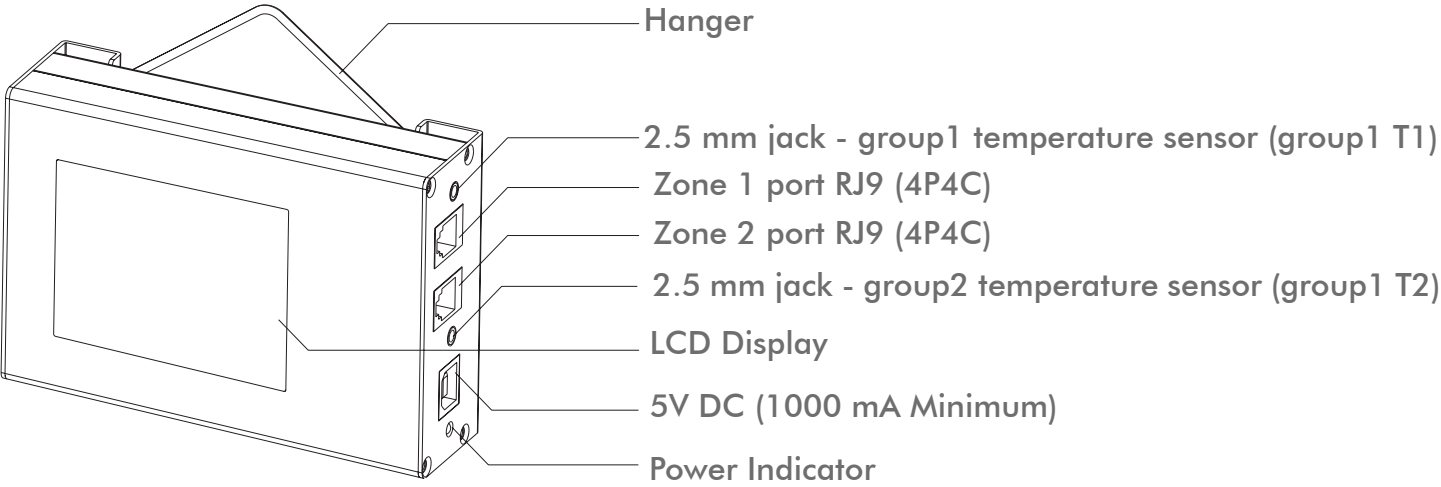 Hanger
2.5 mm jack - group1 temperature sensor (group1 T1)
Zone 1 port RJ9 (4P4C)
Zone 2 port RJ9 (4P4C)
2.5 mm jack - group2 temperature sensor (group1 T2)
LCD Display
5V DC (1000 mA Minimum)
Power Indicator